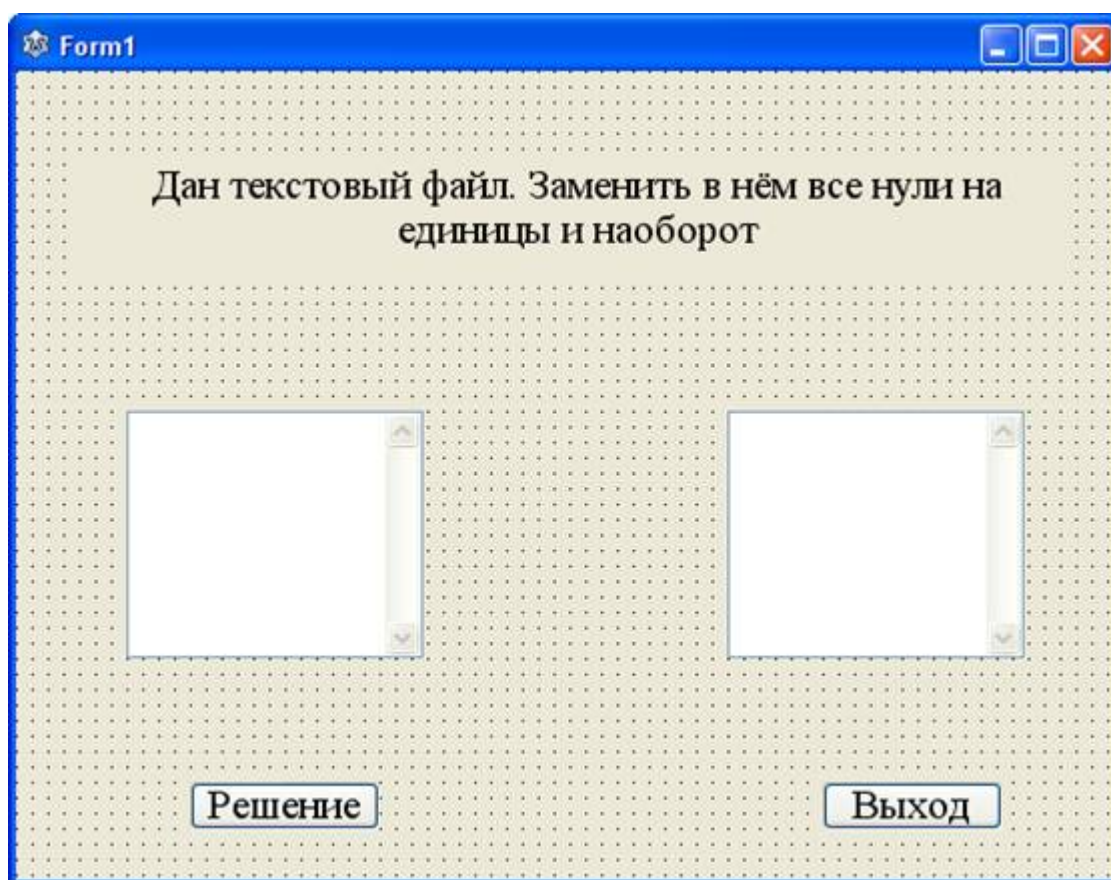 Form1
Дан текстовый файл. Заменить в нём все нули на
единицы и наоборот
Решение
Выход